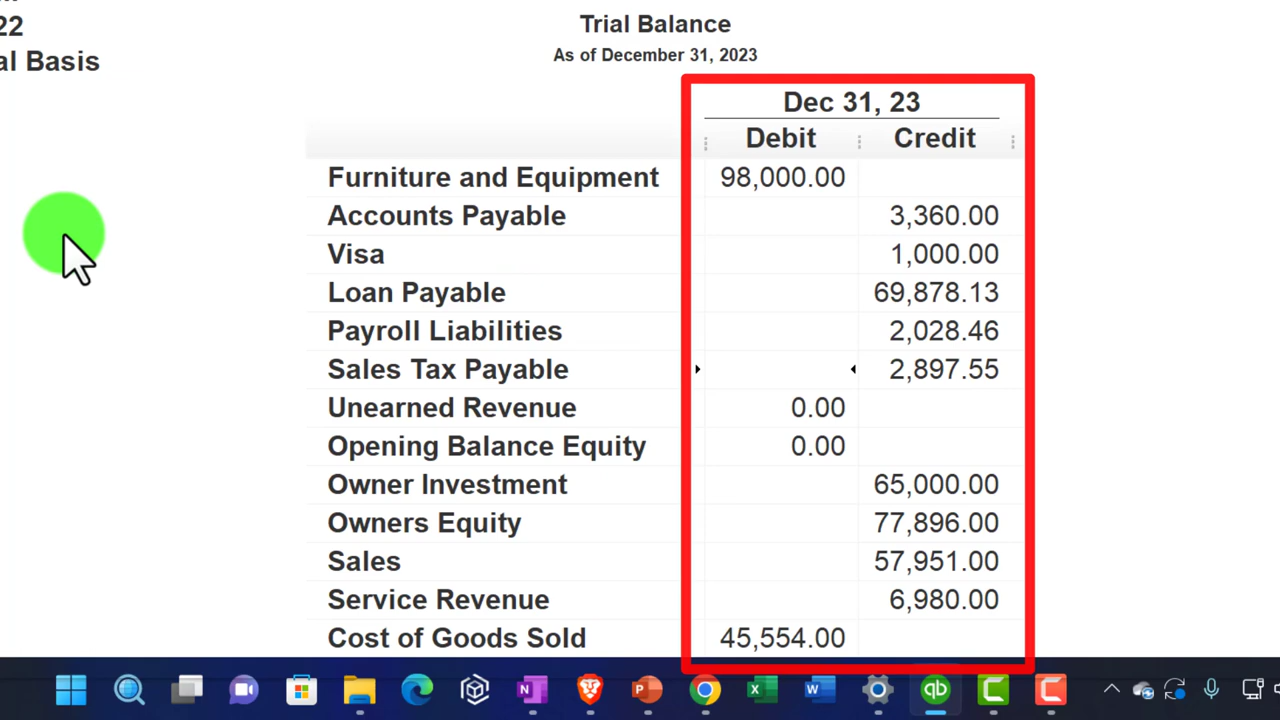 22
al Basis
Trial Balance
As of December 31, 2023
Dec 31, 23
Debit Credit
Furniture and Equipment 98,000.00
Accounts Payable 3,360.00
Visa 1,000.00
Loan Payable 69,878.13
Payroll Liabilities 2,028.46
Sales Tax Payable 2,897.55
Unearned Revenue 0.00
Opening Balance Equity 0.00
Owner Investment 65,000.00
Owners Equity 77,896.00
Sales 57,951.00
Service Revenue 6,980.00
Cost of Goods Sold 45,554.00
N P X W qb C C